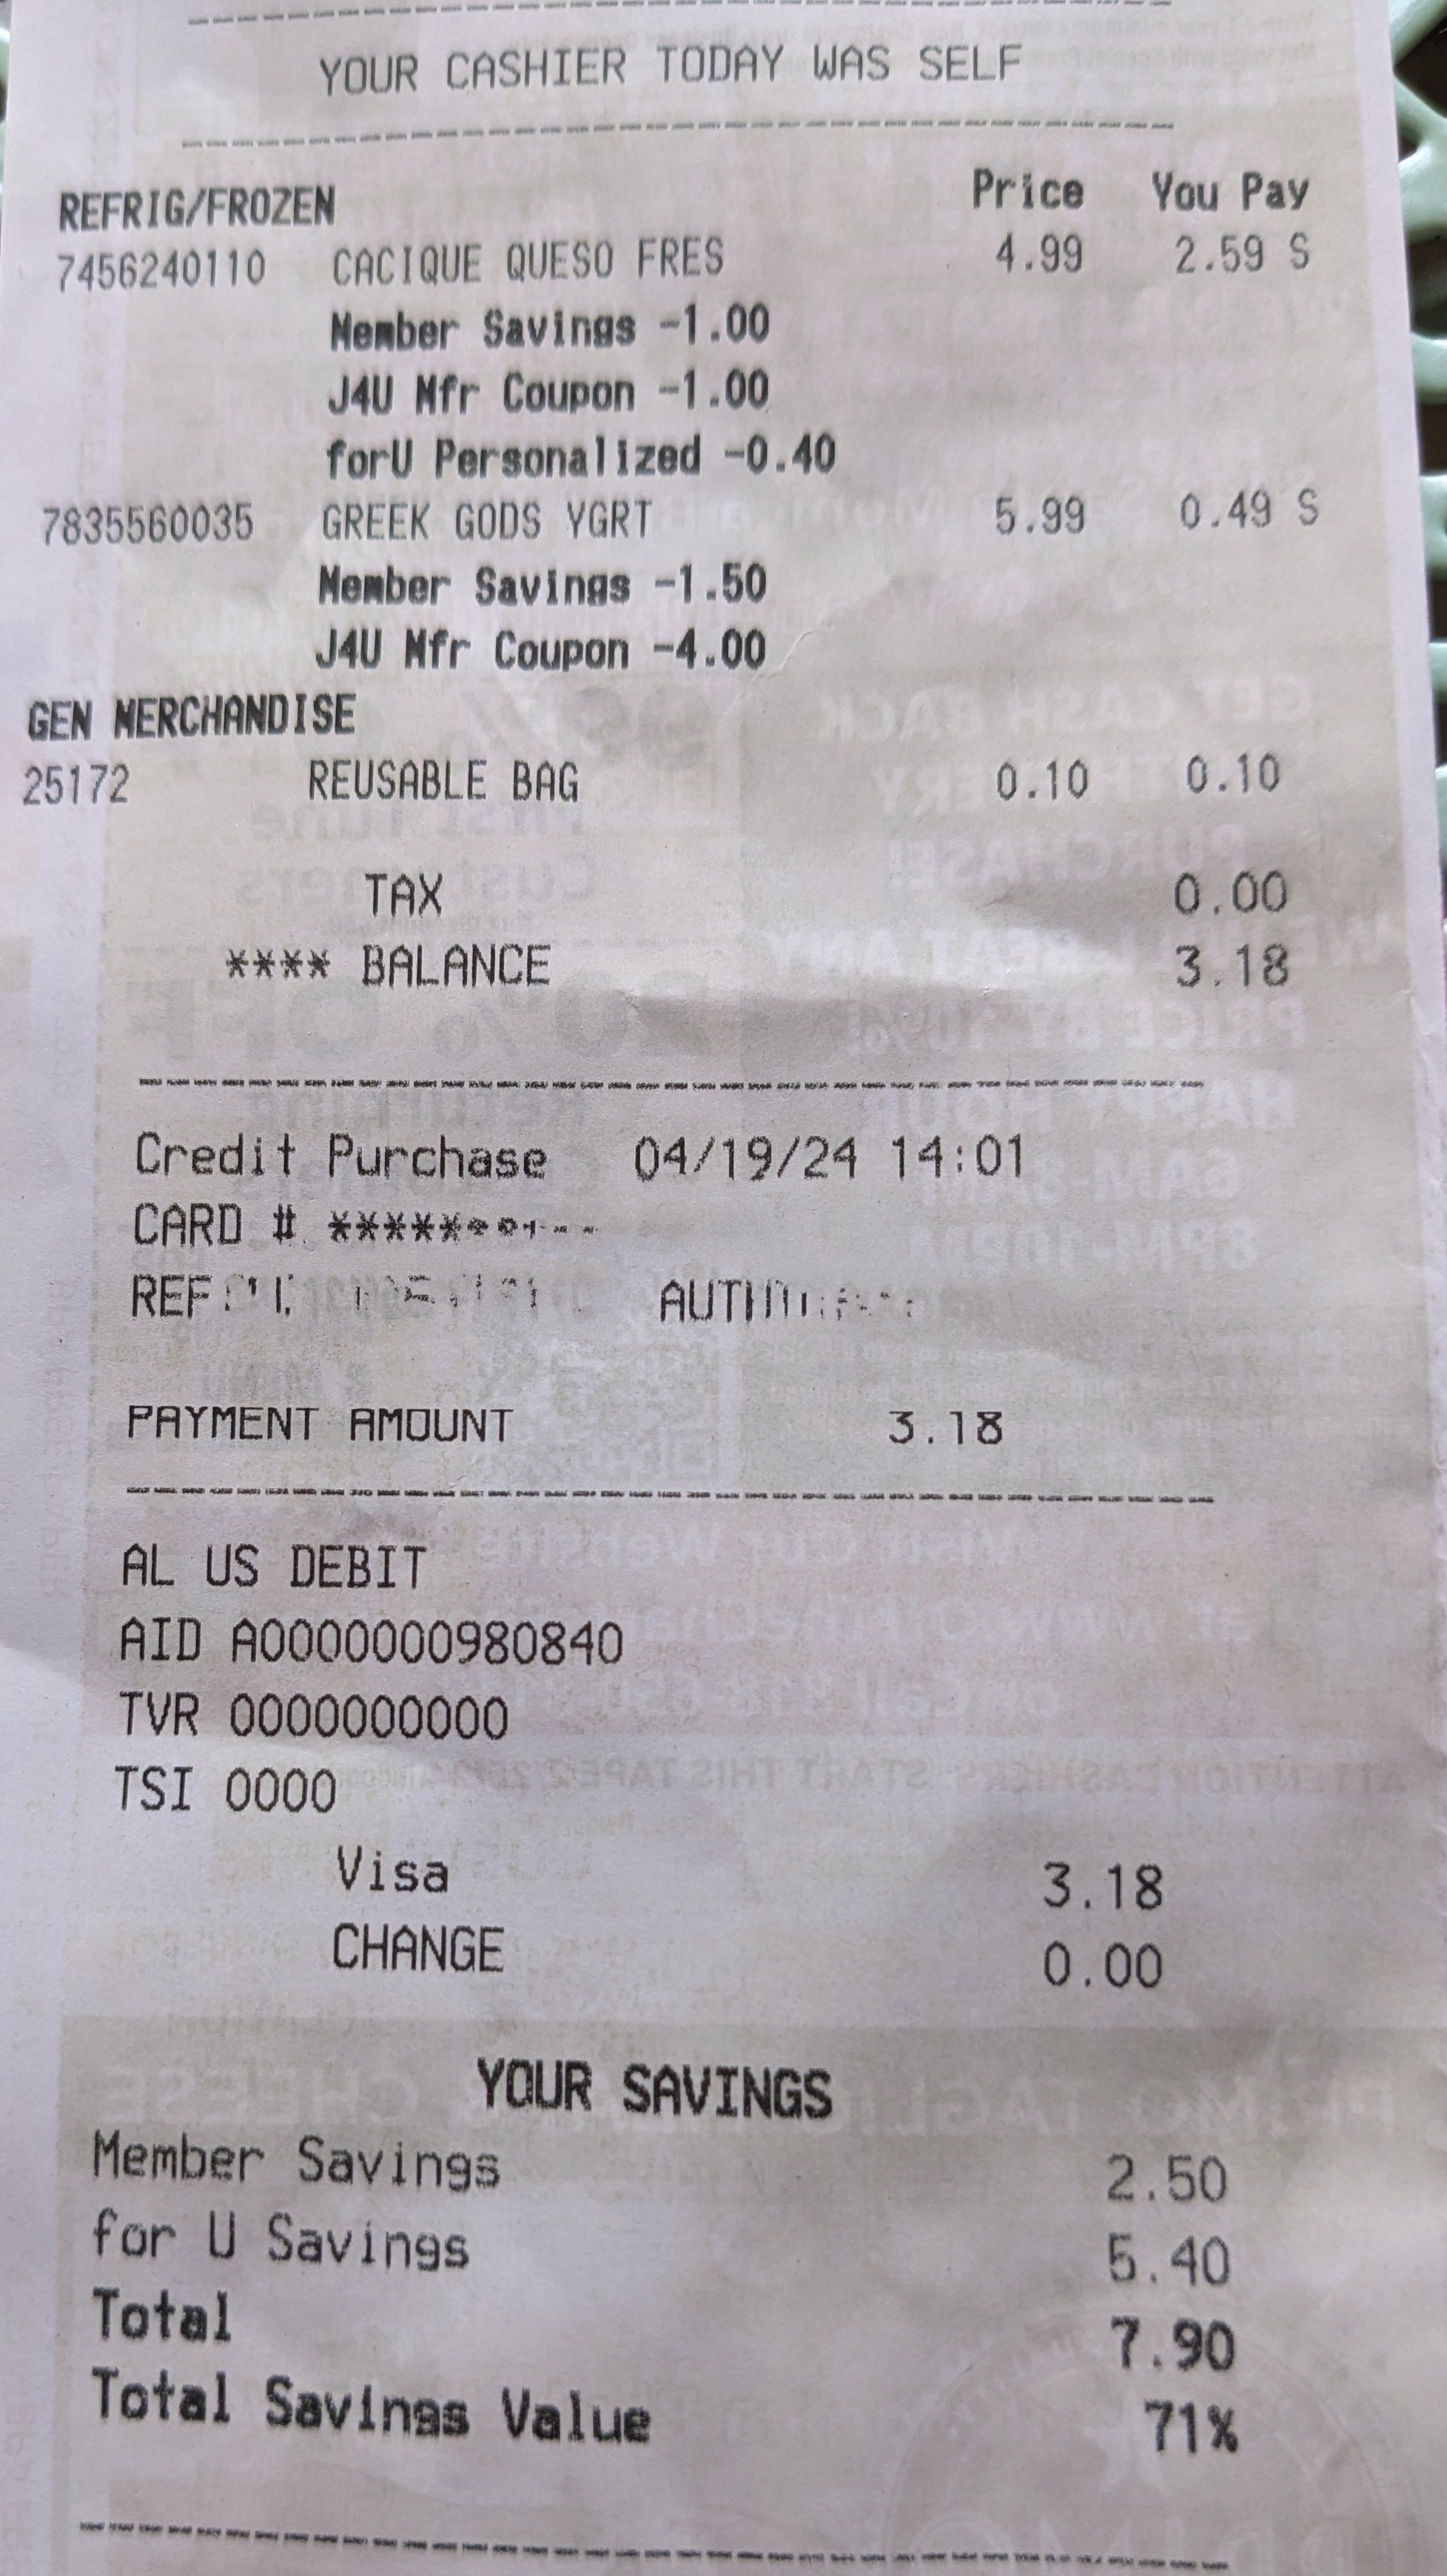 YOUR CASHIER TODAY WAS SELF
REFRIG/FROZEN Price You Pay
7456240110 CACIQUE QUESO FRES 4.99 2.59 S
Member Savings -1.00
J4U Mfr Coupon -1.00
forU Personalized -0.40
7835560035 GREEK GODS YGRT 5.99 0.49 S
Member Savings -1.50
J4U Mfr Coupon -4.00
GEN MERCHANDISE
25172 REUSABLE BAG 0.10 0.10
TAX 0.00
**** BALANCE 3.18
Credit Purchase 04/19/24 14:01
CARD # *****
REF: AUTH
PAYMENT AMOUNT 3.18
AL US DEBIT
AID A0000000980840
TVR 0000000000
TSI 0000
Visa 3.18
CHANGE 0.00
YOUR SAVINGS
Member Savings 2.50
for U Savings 5.40
Total 7.90
Total Savings Value 71%